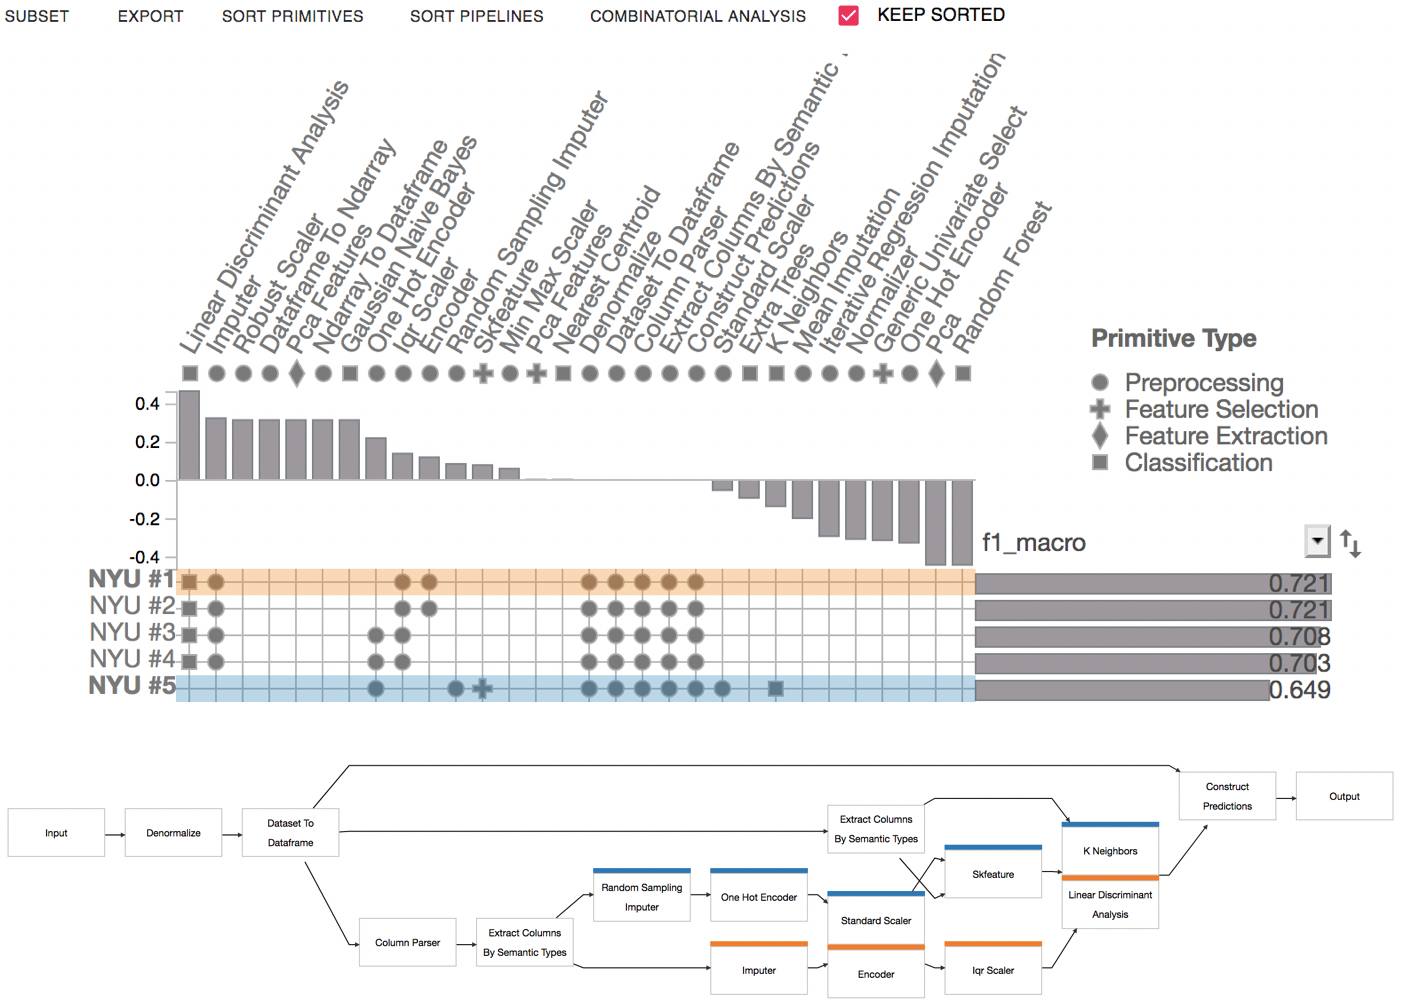 SUBSET EXPORT SORT PRIMITIVES SORT PIPELINES COMBINATORIAL ANALYSIS KEEP SORTED
Linear Discriminant Analysis
Imputer
Robust Scaler
Dataframe To Ndarray
Pca Features
Ndarray To Dataframe
Gaussian Naive Bayes
One Hot Encoder
Iqr Scaler
Encoder
Random Sampling Imputer
Skfeature
Min Max Scaler
Pca Features
Nearest Centroid
Denormalize
Dataset To Dataframe
Column Parser
Extract Columns By Semantic
Construct Predictions
Standard Scaler
Extra Trees
K Neighbors
Mean Imputation
Iterative Regression Imputation
Normalizer
Generic Univariate Select
One Hot Encoder
Pca
Random Forest
Primitive Type
Preprocessing
Feature Selection
Feature Extraction
Classification
0.4
0.2
0.0
-0.2
-0.4
f1_macro
NYU #1 0.721
NYU #2 0.721
NYU #3 0.708
NYU #4 0.703
NYU #5 0.649
Input
Denormalize
Dataset To
Dataframe
Column Parser
Extract Columns
By Semantic Types
Random Sampling
Imputer
One Hot Encoder
Imputer
Extract Columns
By Semantic Types
Standard Scaler
Encoder
Skfeature
Iqr Scaler
K Neighbors
Linear Discriminant
Analysis
Construct
Predictions
Output